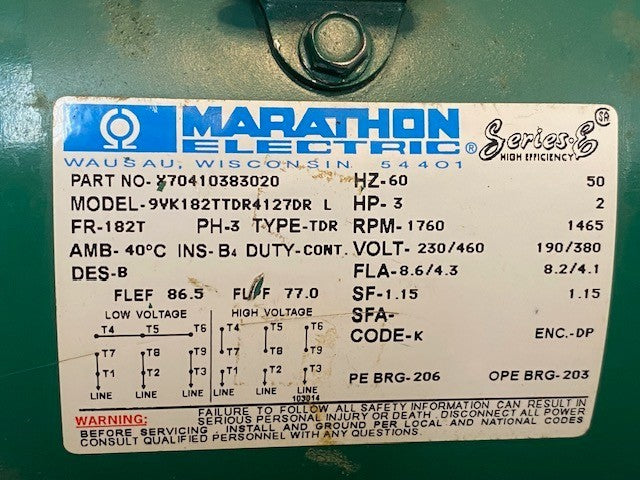 MARATHON
ELECTRIC®
Series-E
HIGH EFFICIENCY
SA
WAUSAU, WISCONSIN 54401
PART NO- X70410383020 HZ-60 50
MODEL-9VK182TTDR4127DR L HP-3 2
FR-182T PH-3 TYPE-TDR RPM-1760 1465
AMB-40°C INS-B4 DUTY-CONT. VOLT-230/460 190/380
DES-B FLA-8.6/4.3 8.2/4.1
FLEF 86.5 FLPF 77.0 SF-1.15 1.15
SFA-
LOW VOLTAGE HIGH VOLTAGE
CODE-K ENC.-DP
T4 T5 T6 T4 T5 T6
T7 T8 T9 T7 T8 T9
T1 T2 T3 T1 T2 T3
LINE LINE LINE LINE LINE LINE
PE BRG-206 OPE BRG-203
103014
WARNING: FAILURE TO FOLLOW ALL SAFETY INFORMATION CAN RESULT IN
SERIOUS PERSONAL INJURY OR DEATH. DISCONNECT ALL POWER
BEFORE SERVICING. INSTALL AND GROUND PER LOCAL AND NATIONAL CODES
CONSULT QUALIFIED PERSONNEL WITH ANY QUESTIONS.